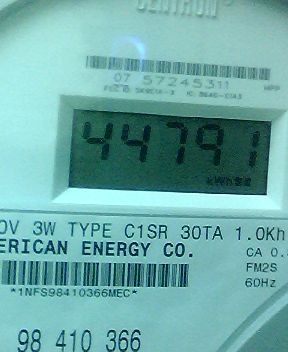 CENTRON
07 57245311
44791
kWh
0V 3W TYPE C1SR 30TA 1.0Kh
ERICAN ENERGY CO.
CA 0.
FM2S
*1NFS98410366MEC*
60Hz
98 410 366